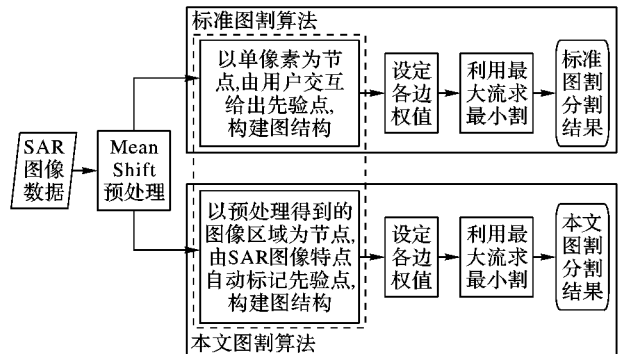 标准图割算法
以单像素为节
点,由用户交互
给出先验点,
构建图结构
设定
各边
权值
利用最
大流求
最小割
标准
图割
分割
结果
SAR
图像
数据
Mean
Shift
预处理
以预处理得到的
图像区域为节点,
由SAR图像特点
自动标记先验点,
构建图结构
设定
各边
权值
利用最
大流求
最小割
本文
图割
分割
结果
本文图割算法